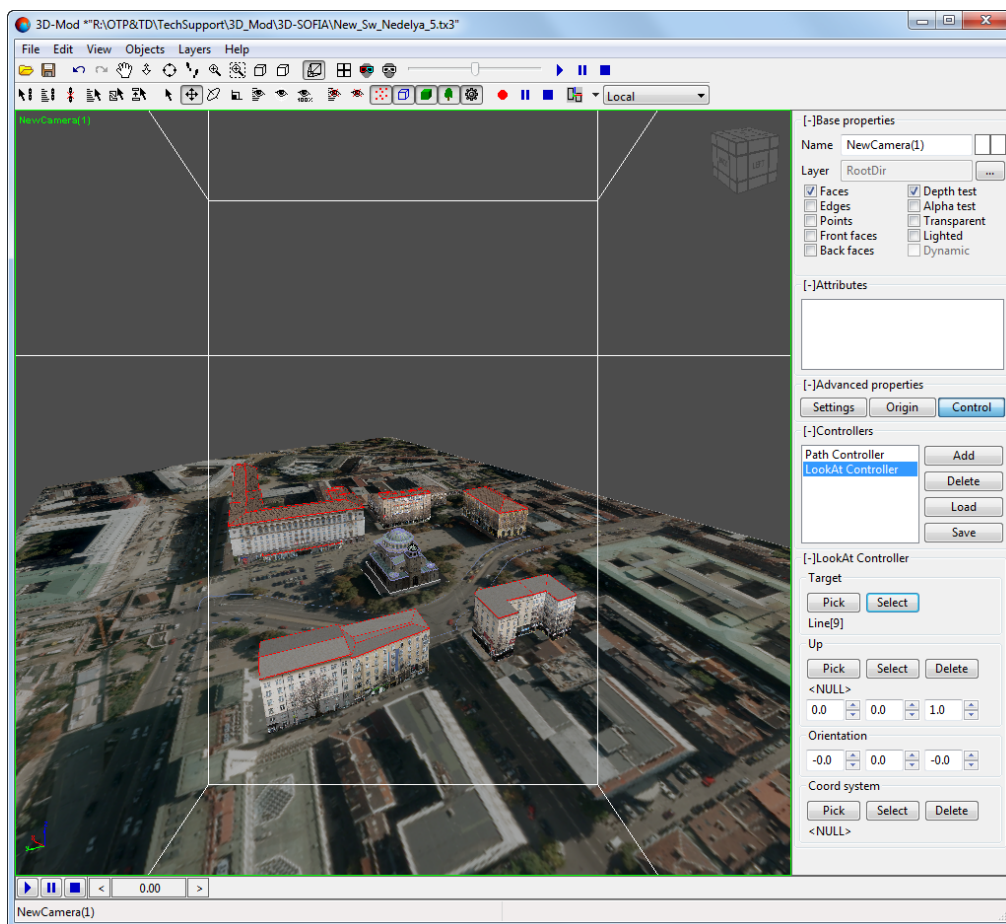 3D-Mod *"R:\OTP&TD\TechSupport\3D_Mod\3D-SOFIA\New_Sw_Nedelya_5.tx3"
File Edit View Objects Layers Help
100%
Local
NewCamera(1)
LEFT
[-]Base properties
Name NewCamera(1)
Layer RootDir ...
Faces Depth test
Edges Alpha test
Points Transparent
Front faces Lighted
Back faces Dynamic
[-]Attributes
[-]Advanced properties
Settings Origin Control
[-]Controllers
Path Controller Add
LookAt Controller Delete
Load
Save
[-]LookAt Controller
Target
Pick Select
Line[9]
Up
Pick Select Delete
<NULL>
0.0 0.0 1.0
Orientation
-0.0 0.0 -0.0
Coord system
Pick Select Delete
<NULL>
< 0.00 >
NewCamera(1)